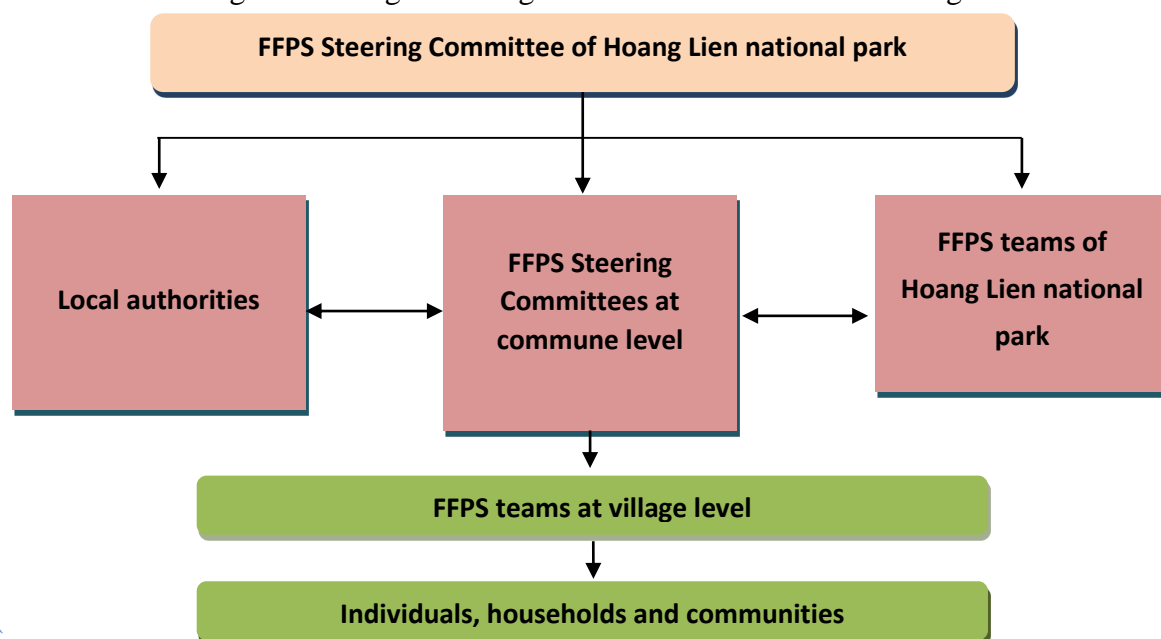 FFPS Steering Committee of Hoang Lien national park
Local authorities
FFPS Steering
Committees at
commune level
FFPS teams of
Hoang Lien national
park
FFPS teams at village level
Individuals, households and communities